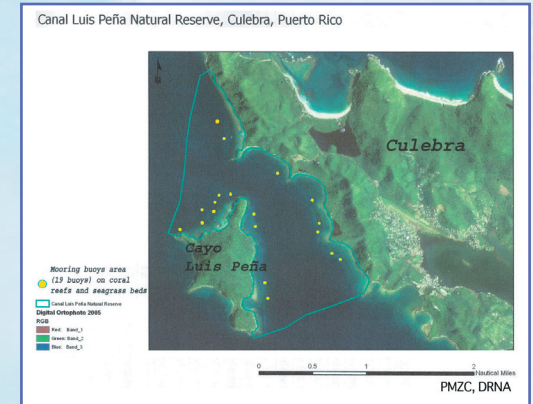 Canal Luis Peña Natural Reserve, Culebra, Puerto Rico
Culebra
Cayo
Luis Peña
Mooring buoys area
(19 buoys) on coral
reefs and seagrass beds
Canal Luis Peña Natural Reserve
Digital Ortophoto 2005
RGB
Red: Band_1
Green: Band_2
Blue: Band_3
0 0.5 1 2
Nautical Miles
PMZC, DRNA